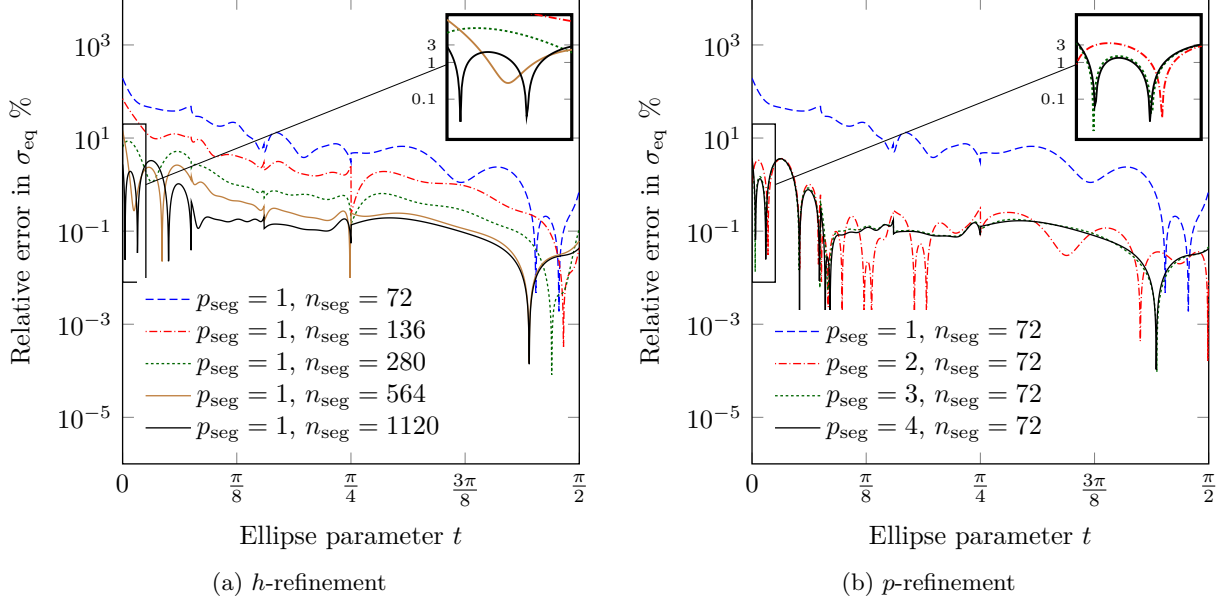 10^3
10^1
10^{-1}
10^{-3}
10^{-5}
Relative error in σ_eq %
3
1
0.1
p_seg = 1, n_seg = 72
p_seg = 1, n_seg = 136
p_seg = 1, n_seg = 280
p_seg = 1, n_seg = 564
p_seg = 1, n_seg = 1120
0
π/8
π/4
3π/8
π/2
Ellipse parameter t
(a) h-refinement
10^3
10^1
10^{-1}
10^{-3}
10^{-5}
Relative error in σ_eq %
3
1
0.1
p_seg = 1, n_seg = 72
p_seg = 2, n_seg = 72
p_seg = 3, n_seg = 72
p_seg = 4, n_seg = 72
0
π/8
π/4
3π/8
π/2
Ellipse parameter t
(b) p-refinement